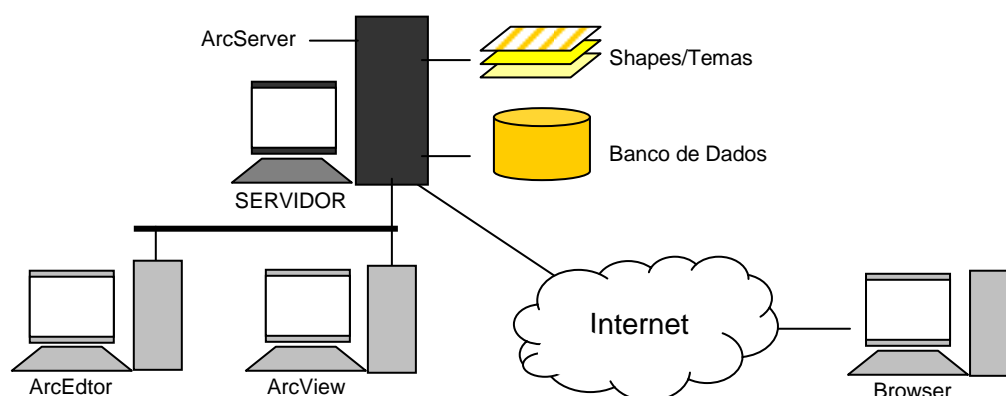 ArcServer
Shapes/Temas
Banco de Dados
SERVIDOR
Internet
ArcEdtor
ArcView
Browser